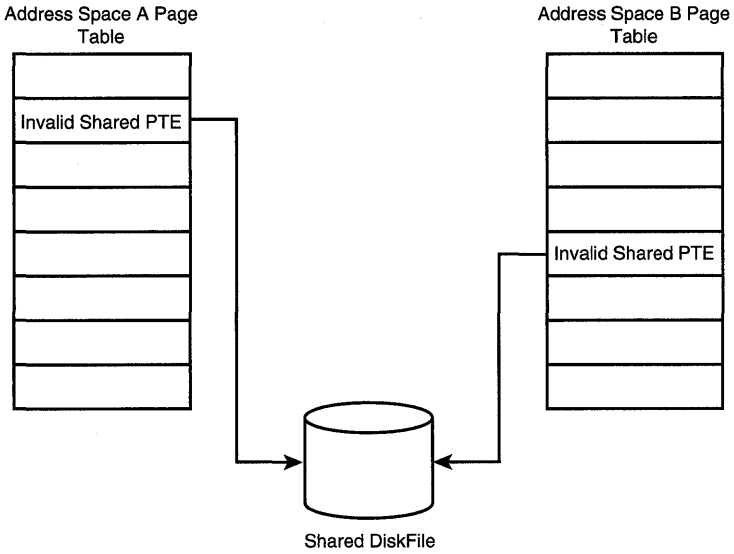 Address Space A Page
Table
Address Space B Page
Table
Invalid Shared PTE
Invalid Shared PTE
Shared DiskFile